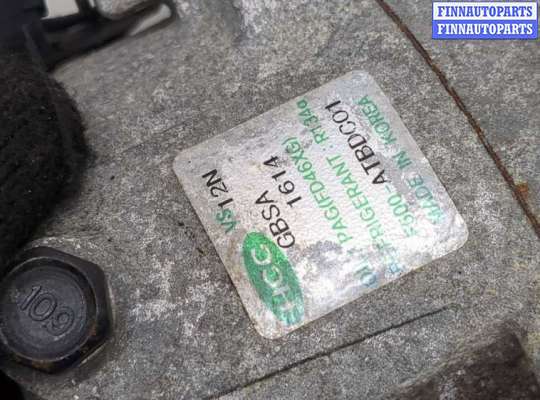 FINNAUTOPARTS
FINNAUTOPARTS
VS12N
GBSA
1614
HCC
OIL : PAG(FD46XG)
REFRIGERANT : R134a
F500 ATBDC01
MADE IN KOREA
109